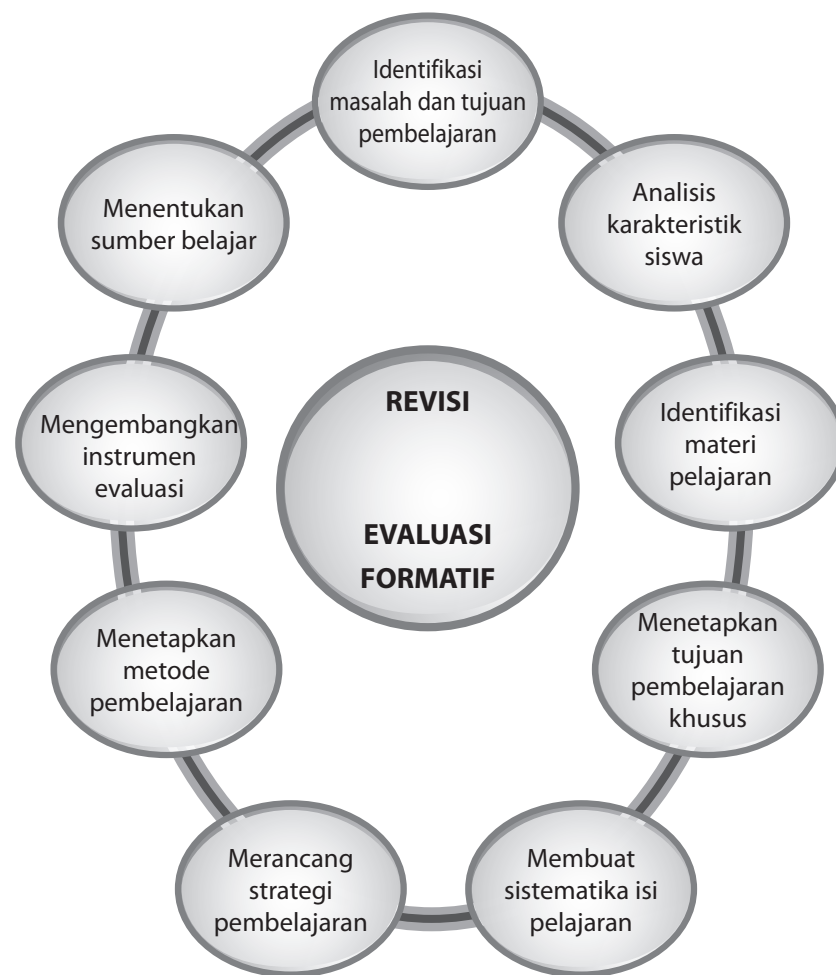 Identifikasi
masalah dan tujuan
pembelajaran
Analisis
karakteristik
siswa
Identifikasi
materi
pelajaran
Menetapkan
tujuan
pembelajaran
khusus
Membuat
sistematika isi
pelajaran
Merancang
strategi
pembelajaran
Menetapkan
metode
pembelajaran
Mengembangkan
instrumen
evaluasi
Menentukan
sumber belajar
REVISI
EVALUASI
FORMATIF